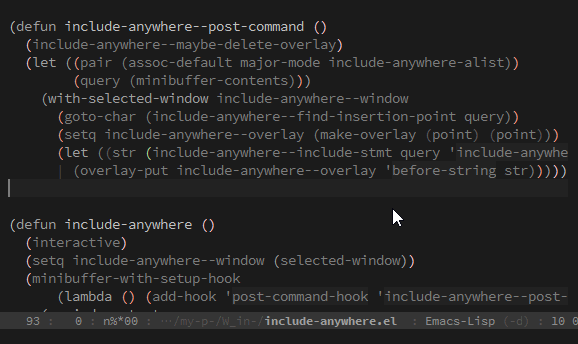 (defun include-anywhere--post-command ()
  (include-anywhere--maybe-delete-overlay)
  (let ((pair (assoc-default major-mode include-anywhere-alist))
        (query (minibuffer-contents)))
    (with-selected-window include-anywhere--window
      (goto-char (include-anywhere--find-insertion-point query))
      (setq include-anywhere--overlay (make-overlay (point) (point)))
      (let ((str (include-anywhere--include-stmt query 'include-anywhe
      | (overlay-put include-anywhere--overlay 'before-string str)))))
(defun include-anywhere ()
  (interactive)
  (setq include-anywhere--window (selected-window))
  (minibuffer-with-setup-hook
      (lambda () (add-hook 'post-command-hook 'include-anywhere--post-
93 :   0 : n%*00 : ⋯/my-p-/W_in-/include-anywhere.el  : Emacs-Lisp (-d) : 10 0